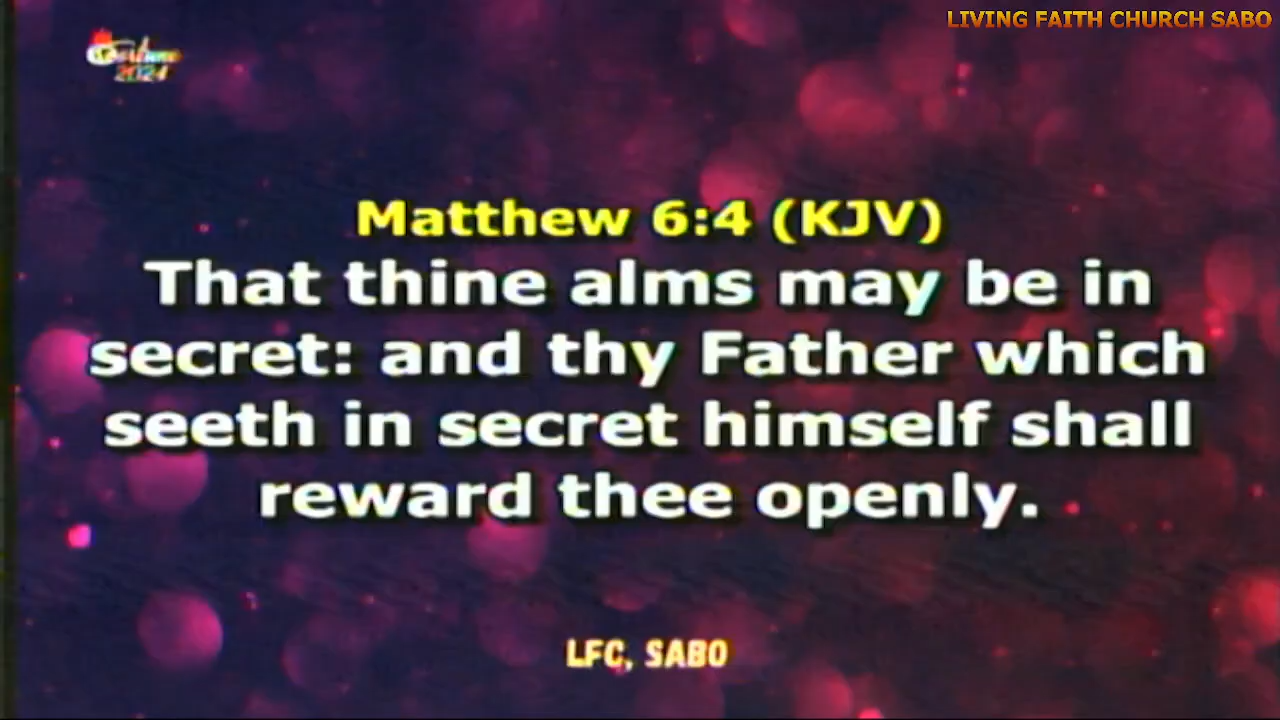 LIVING FAITH CHURCH SABO
2024
Matthew 6:4 (KJV)
That thine alms may be in
secret: and thy Father which
seeth in secret himself shall
reward thee openly.
LFC, SABO